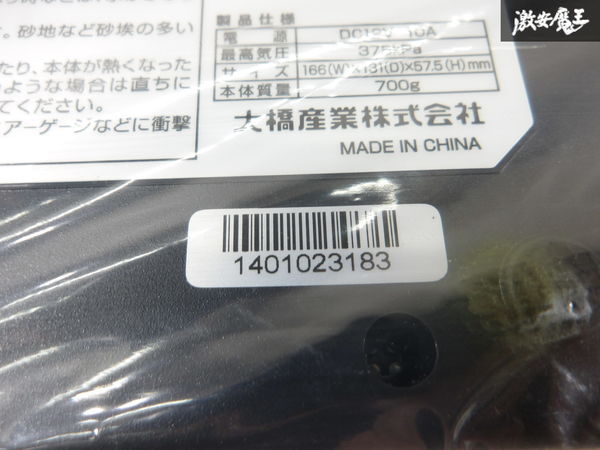 激安魔王
製品仕様
。砂地など砂埃の多い
電源 DC12V 10A
最高気圧 375kPa
たり、本体が熱くなった
サイズ 166(W)×131(D)×57.5(H)mm
ような場合は直ちに
本体質量 700g
てください。
エアーゲージなどに衝撃
大橋産業株式会社
MADE IN CHINA
1401023183